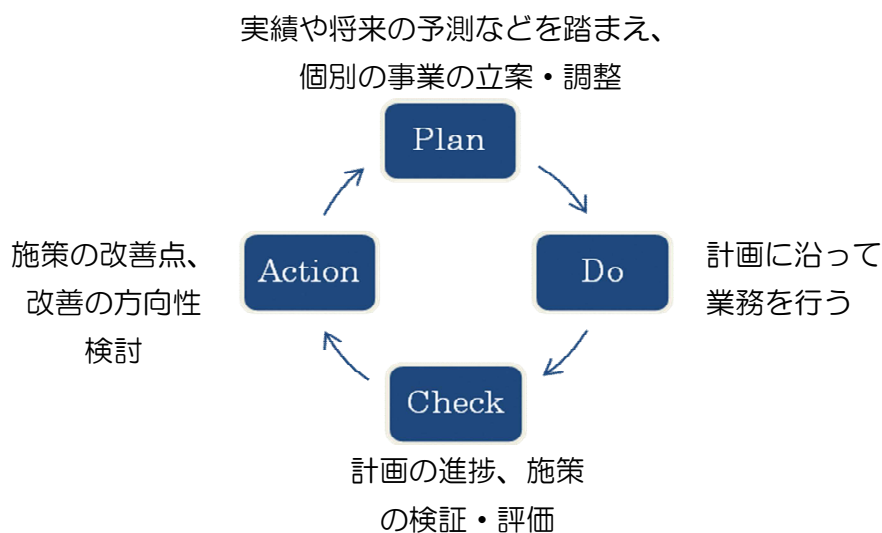 実績や将来の予測などを踏まえ、
個別の事業の立案・調整
Plan
施策の改善点、
改善の方向性
検討
Action
Do
計画に沿って
業務を行う
Check
計画の進捗、施策
の検証・評価